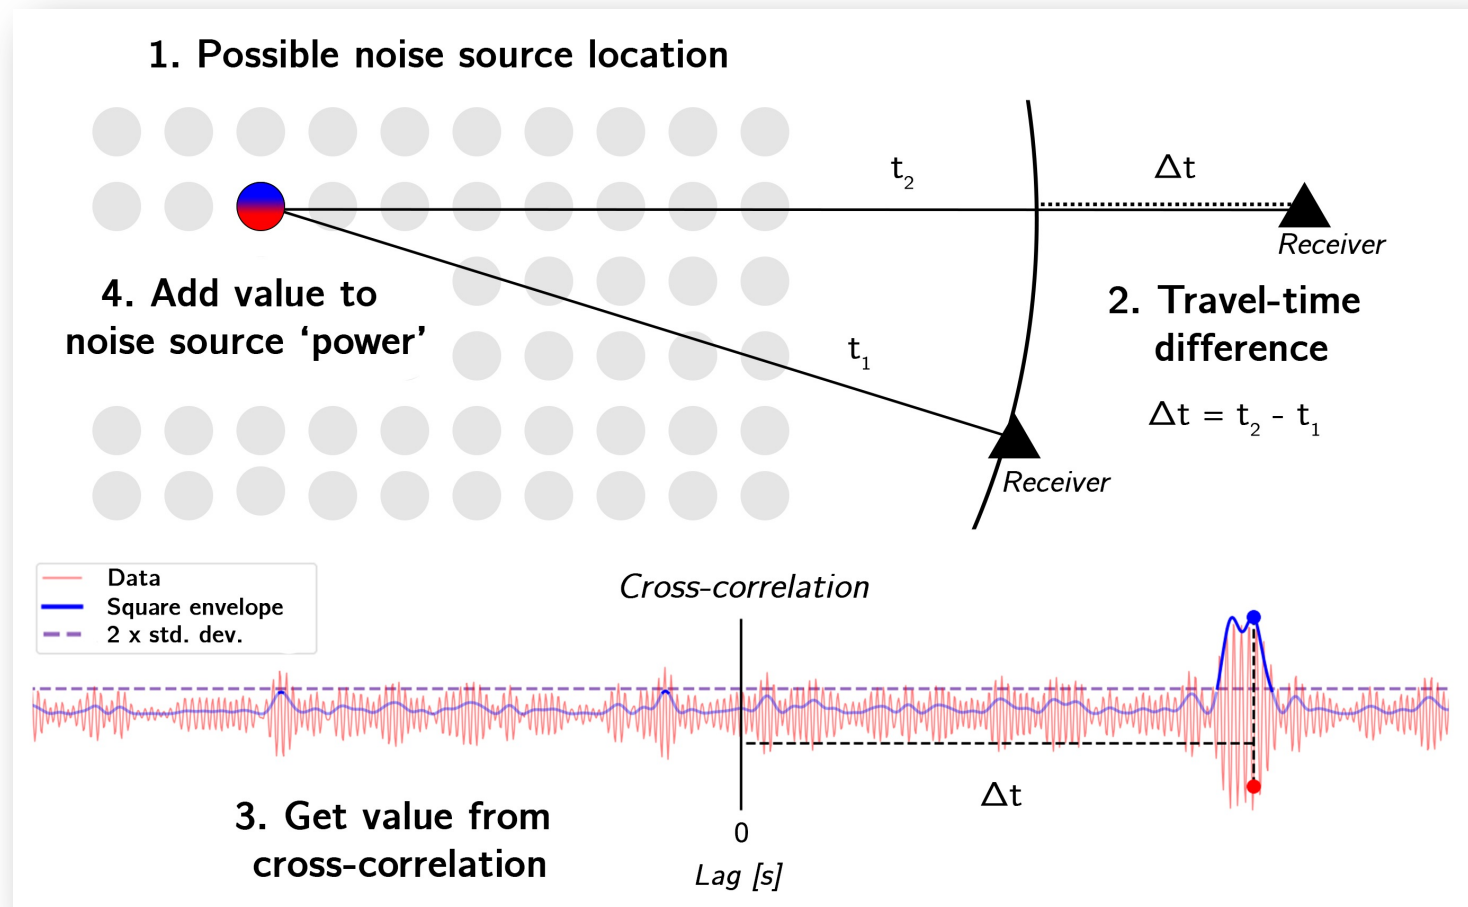 1. Possible noise source location
t₂
Δt
Receiver
4. Add value to
noise source ‘power’
2. Travel-time
difference
t₁
Δt = t₂ - t₁
Receiver
Data
Square envelope
2 x std. dev.
Cross-correlation
Δt
3. Get value from
cross-correlation
0
Lag [s]